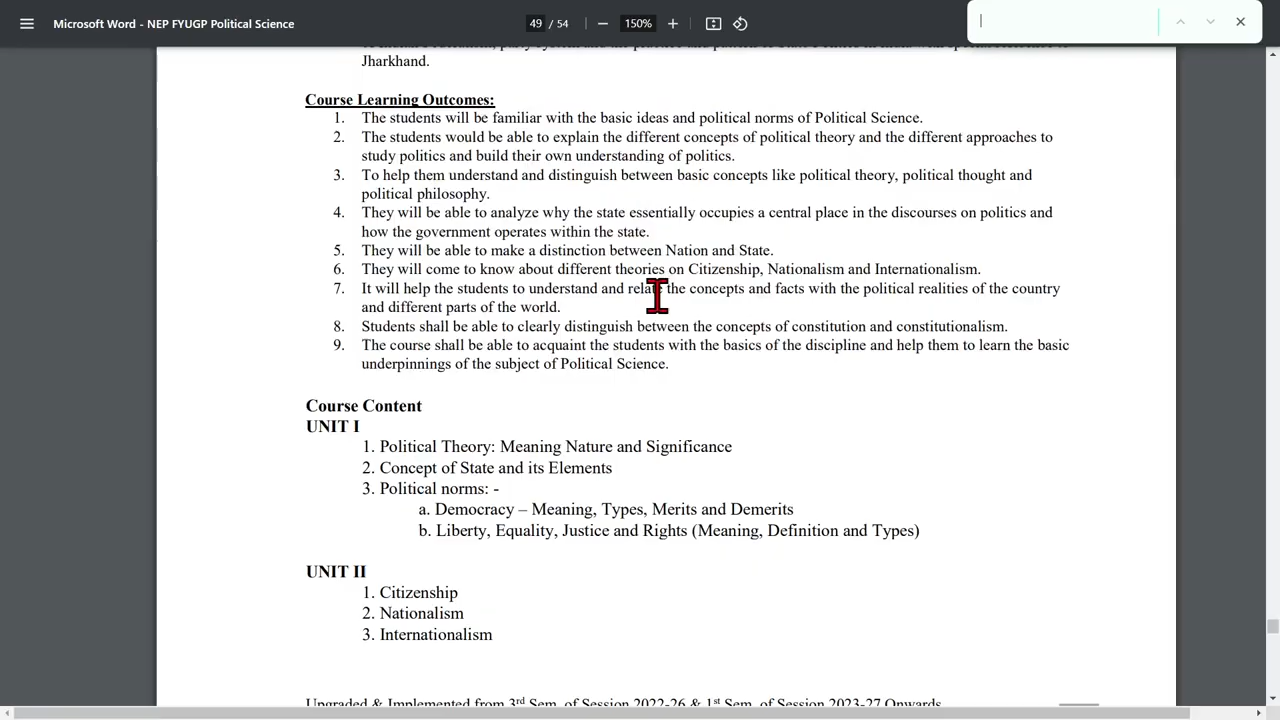 Microsoft Word - NEP FYUGP Political Science
49 / 54
150%
Jharkhand.
Course Learning Outcomes:
1. The students will be familiar with the basic ideas and political norms of Political Science.
2. The students would be able to explain the different concepts of political theory and the different approaches to
study politics and build their own understanding of politics.
3. To help them understand and distinguish between basic concepts like political theory, political thought and
political philosophy.
4. They will be able to analyze why the state essentially occupies a central place in the discourses on politics and
how the government operates within the state.
5. They will be able to make a distinction between Nation and State.
6. They will come to know about different theories on Citizenship, Nationalism and Internationalism.
7. It will help the students to understand and relate the concepts and facts with the political realities of the country
and different parts of the world.
8. Students shall be able to clearly distinguish between the concepts of constitution and constitutionalism.
9. The course shall be able to acquaint the students with the basics of the discipline and help them to learn the basic
underpinnings of the subject of Political Science.
Course Content
UNIT I
1. Political Theory: Meaning Nature and Significance
2. Concept of State and its Elements
3. Political norms: -
a. Democracy – Meaning, Types, Merits and Demerits
b. Liberty, Equality, Justice and Rights (Meaning, Definition and Types)
UNIT II
1. Citizenship
2. Nationalism
3. Internationalism
Upgraded & Implemented from 3rd Sem. of Session 2022-26 & 1st Sem. of Session 2023-27 Onwards